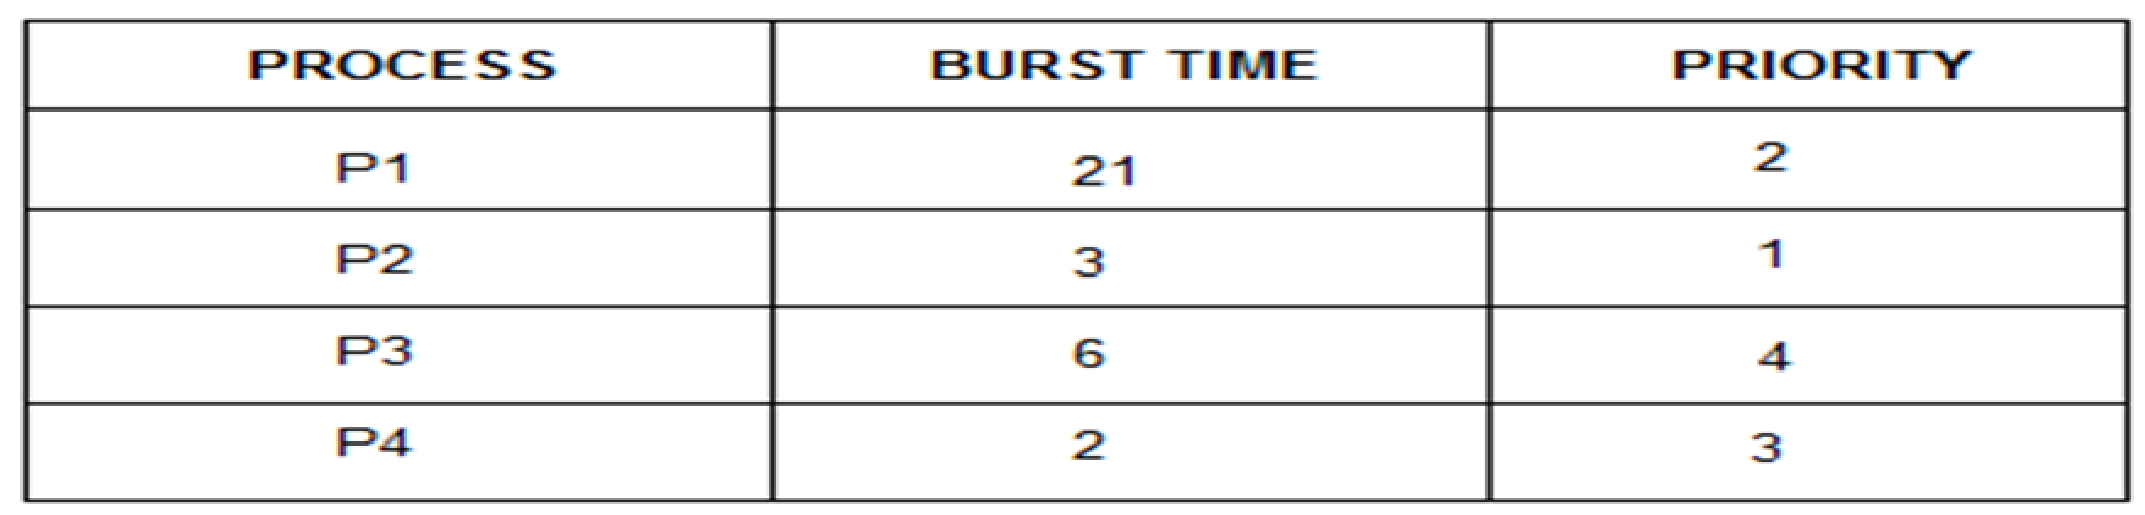 PROCESS BURST TIME PRIORITY
P1 21 2
P2 3 1
P3 6 4
P4 2 3